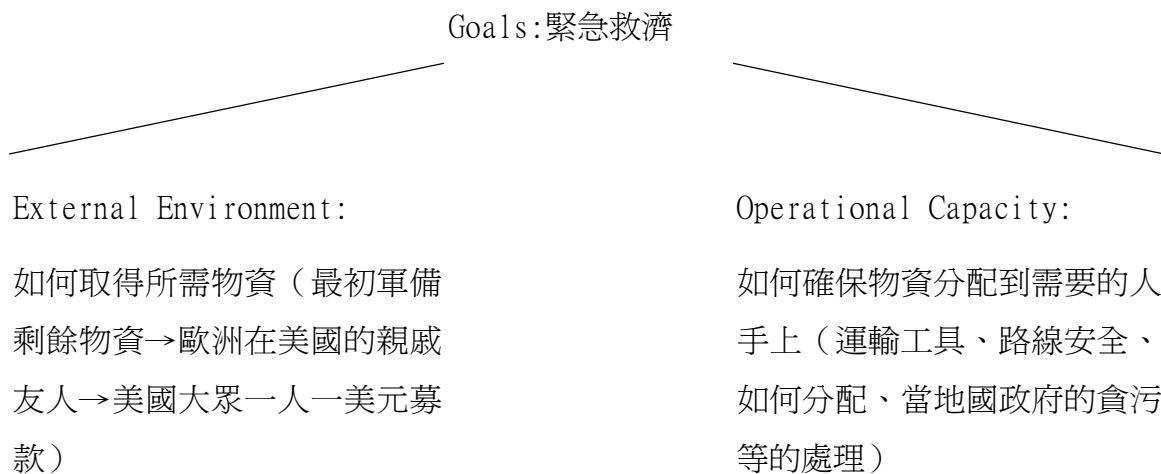 Goals:緊急救濟
External Environment:
如何取得所需物資（最初軍備
剩餘物資→歐洲在美國的親戚
友人→美國大眾一人一美元募
款）
Operational Capacity:
如何確保物資分配到需要的人
手上（運輸工具、路線安全、
如何分配、當地國政府的貪污
等的處理）